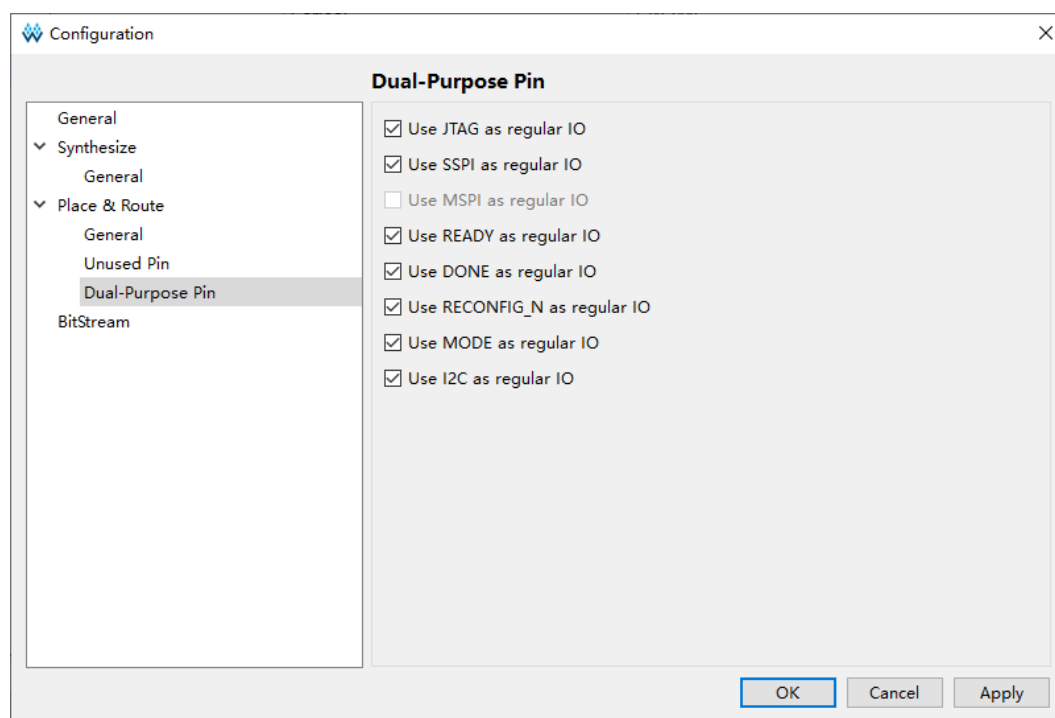 Configuration
Dual-Purpose Pin
General
Synthesize
General
Place & Route
General
Unused Pin
Dual-Purpose Pin
BitStream
Use JTAG as regular IO
Use SSPI as regular IO
Use MSPI as regular IO
Use READY as regular IO
Use DONE as regular IO
Use RECONFIG_N as regular IO
Use MODE as regular IO
Use I2C as regular IO
OK
Cancel
Apply